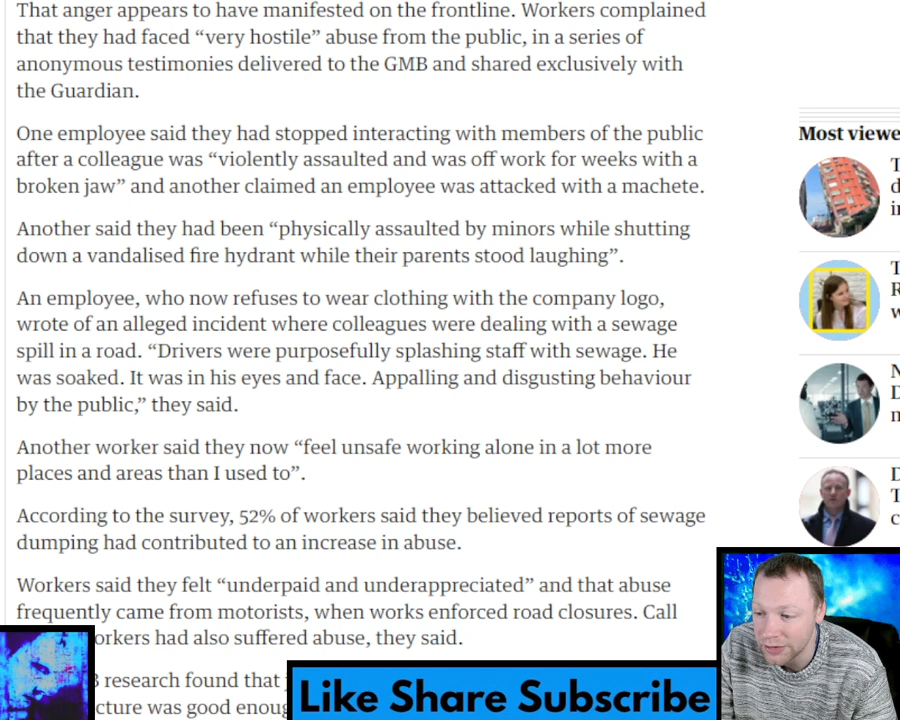 That anger appears to have manifested on the frontline. Workers complained
that they had faced “very hostile” abuse from the public, in a series of
anonymous testimonies delivered to the GMB and shared exclusively with
the Guardian.
One employee said they had stopped interacting with members of the public
after a colleague was “violently assaulted and was off work for weeks with a
broken jaw” and another claimed an employee was attacked with a machete.
Another said they had been “physically assaulted by minors while shutting
down a vandalised fire hydrant while their parents stood laughing”.
An employee, who now refuses to wear clothing with the company logo,
wrote of an alleged incident where colleagues were dealing with a sewage
spill in a road. “Drivers were purposefully splashing staff with sewage. He
was soaked. It was in his eyes and face. Appalling and disgusting behaviour
by the public,” they said.
Another worker said they now “feel unsafe working alone in a lot more
places and areas than I used to”.
According to the survey, 52% of workers said they believed reports of sewage
dumping had contributed to an increase in abuse.
Workers said they felt “underpaid and underappreciated” and that abuse
frequently came from motorists, when works enforced road closures. Call
had also suffered abuse, they said.
research found that
was good
Most
Like Share Subscribe